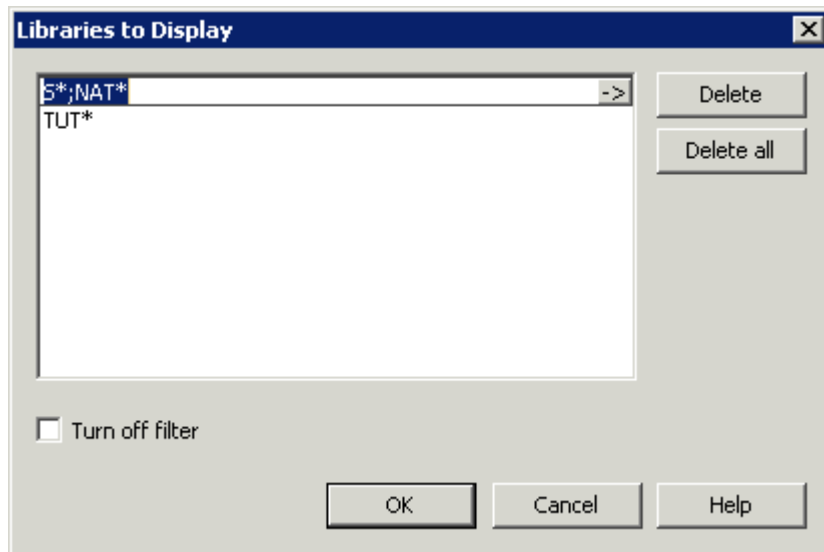 Libraries to Display
S*;NAT*
->
TUT*
Delete
Delete all
Turn off filter
OK
Cancel
Help